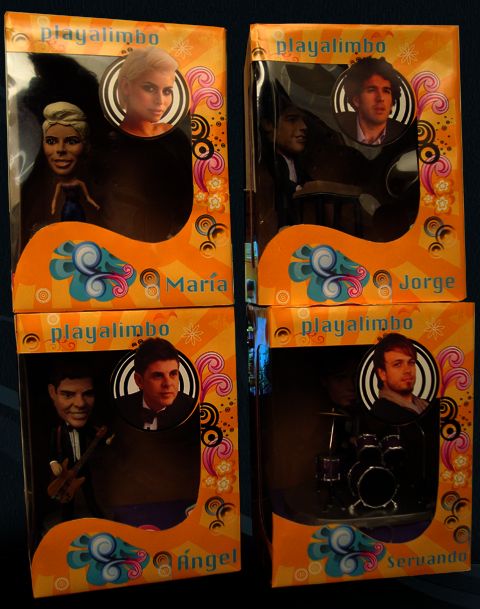 playalimbo
María
playalimbo
Jorge
playalimbo
Ángel
playalimbo
Servando